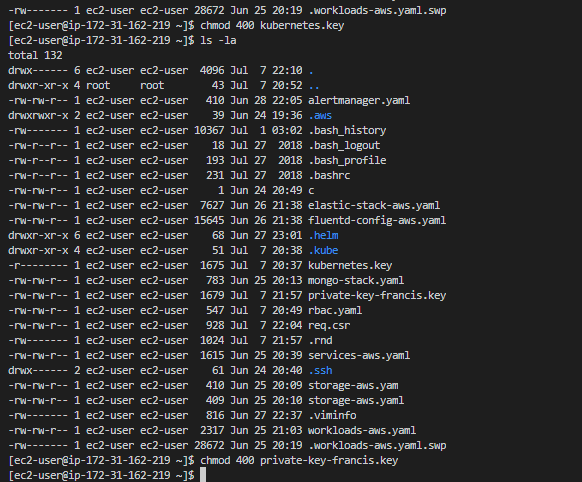 -rw------- 1 ec2-user ec2-user 28672 Jun 25 20:19 .workloads-aws.yaml.swp
[ec2-user@ip-172-31-162-219 ~]$ chmod 400 kubernetes.key
[ec2-user@ip-172-31-162-219 ~]$ ls -la
total 132
drwx------ 6 ec2-user ec2-user  4096 Jul  7 22:10 .
drwxr-xr-x 4 root     root        43 Jul  7 20:52 ..
-rw-rw-r-- 1 ec2-user ec2-user   410 Jun 28 22:05 alertmanager.yaml
drwxrwxr-x 2 ec2-user ec2-user    39 Jun 24 19:36 .aws
-rw------- 1 ec2-user ec2-user 10367 Jul  1 03:02 .bash_history
-rw-r--r-- 1 ec2-user ec2-user    18 Jul 27  2018 .bash_logout
-rw-r--r-- 1 ec2-user ec2-user   193 Jul 27  2018 .bash_profile
-rw-r--r-- 1 ec2-user ec2-user   231 Jul 27  2018 .bashrc
-rw-rw-r-- 1 ec2-user ec2-user     1 Jun 24 20:49 c
-rw-rw-r-- 1 ec2-user ec2-user  7627 Jun 26 21:38 elastic-stack-aws.yaml
-rw-rw-r-- 1 ec2-user ec2-user 15645 Jun 26 21:38 fluentd-config-aws.yaml
drwxr-xr-x 6 ec2-user ec2-user    68 Jun 27 23:01 .helm
drwxr-xr-x 4 ec2-user ec2-user    51 Jul  7 20:38 .kube
-r-------- 1 ec2-user ec2-user  1675 Jul  7 20:37 kubernetes.key
-rw-rw-r-- 1 ec2-user ec2-user   783 Jun 25 20:13 mongo-stack.yaml
-rw-rw-r-- 1 ec2-user ec2-user  1679 Jul  7 21:57 private-key-francis.key
-rw-rw-r-- 1 ec2-user ec2-user   547 Jul  7 20:49 rbac.yaml
-rw-rw-r-- 1 ec2-user ec2-user   928 Jul  7 22:04 req.csr
-rw------- 1 ec2-user ec2-user  1024 Jul  7 21:57 .rnd
-rw-rw-r-- 1 ec2-user ec2-user  1615 Jun 25 20:39 services-aws.yaml
drwx------ 2 ec2-user ec2-user    61 Jun 24 20:40 .ssh
-rw-rw-r-- 1 ec2-user ec2-user   410 Jun 25 20:09 storage-aws.yam
-rw-rw-r-- 1 ec2-user ec2-user   409 Jun 25 20:10 storage-aws.yaml
-rw------- 1 ec2-user ec2-user   816 Jun 27 22:37 .viminfo
-rw-rw-r-- 1 ec2-user ec2-user  2317 Jun 25 21:03 workloads-aws.yaml
-rw------- 1 ec2-user ec2-user 28672 Jun 25 20:19 .workloads-aws.yaml.swp
[ec2-user@ip-172-31-162-219 ~]$ chmod 400 private-key-francis.key
[ec2-user@ip-172-31-162-219 ~]$